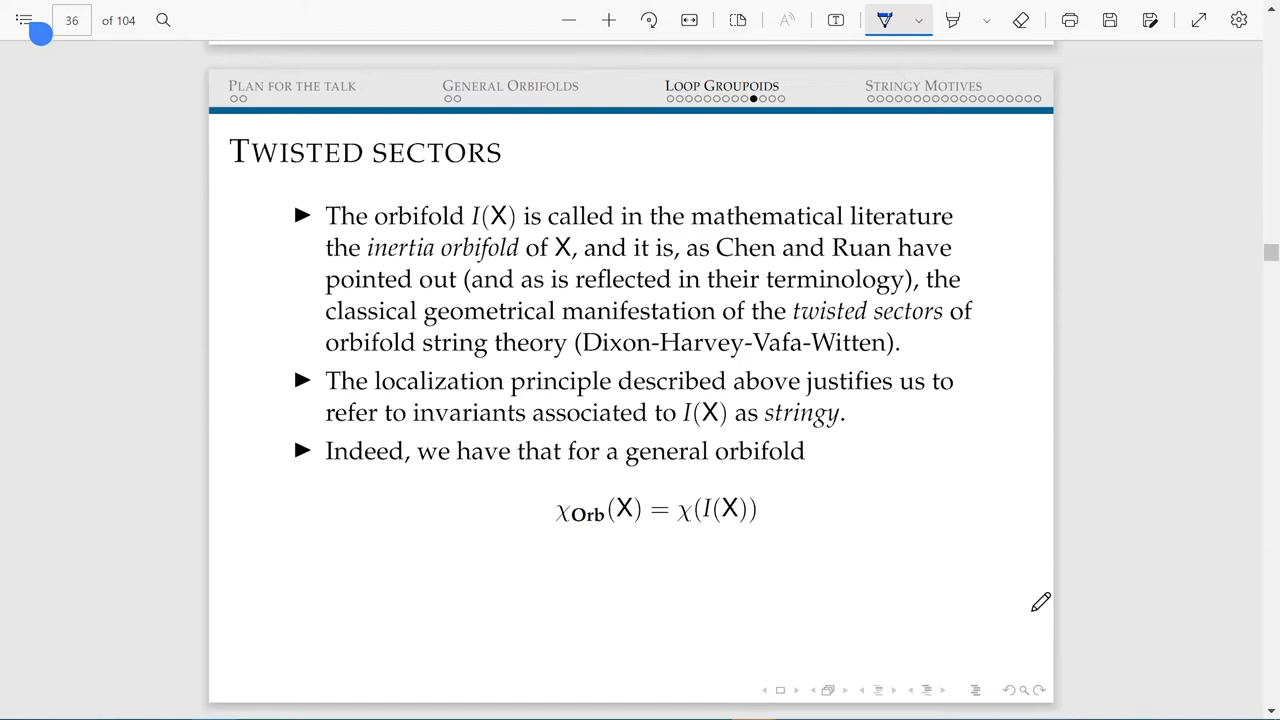 36 of 104
PLAN FOR THE TALK GENERAL ORBIFOLDS LOOP GROUPOIDS STRINGY MOTIVES
TWISTED SECTORS
▶ The orbifold I(X) is called in the mathematical literature
the inertia orbifold of X, and it is, as Chen and Ruan have
pointed out (and as is reflected in their terminology), the
classical geometrical manifestation of the twisted sectors of
orbifold string theory (Dixon-Harvey-Vafa-Witten).
▶ The localization principle described above justifies us to
refer to invariants associated to I(X) as stringy.
▶ Indeed, we have that for a general orbifold
χ_Orb(X) = χ(I(X))